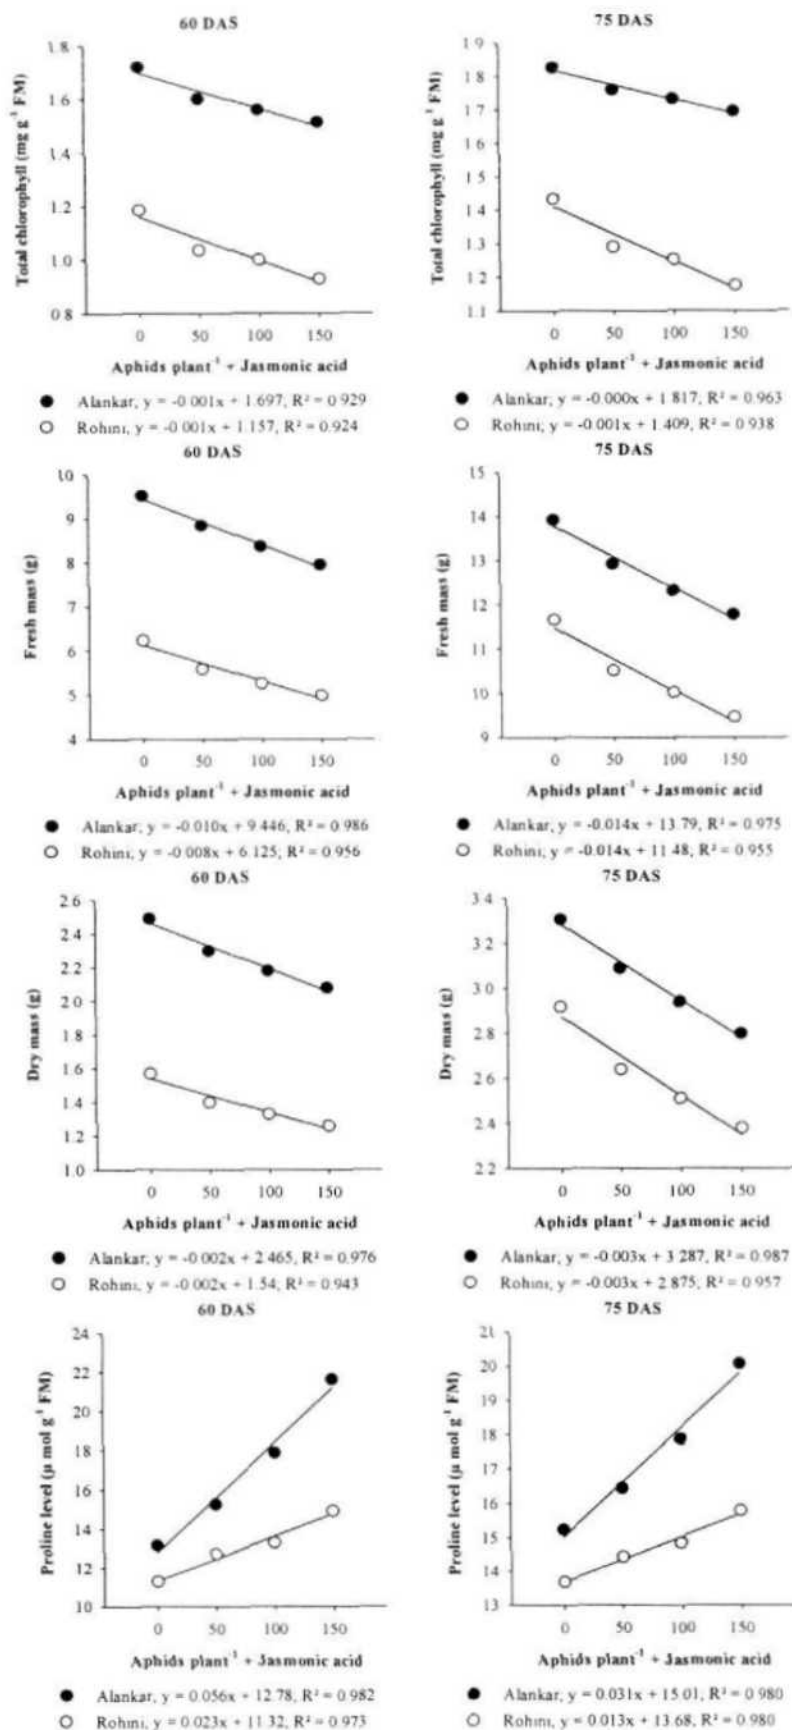 60 DAS
Total chlorophyll (mg g⁻¹ FM)
1.8
1.6
1.4
1.2
1.0
0.8
0 50 100 150
Aphids plant⁻¹ + Jasmonic acid
Alankar, y = -0.001x + 1.697, R² = 0.929
Rohini, y = -0.001x + 1.157, R² = 0.924
75 DAS
Total chlorophyll (mg g⁻¹ FM)
1.9
1.8
1.7
1.6
1.5
1.4
1.3
1.2
1.1
0 50 100 150
Aphids plant⁻¹ + Jasmonic acid
Alankar, y = -0.000x + 1.817, R² = 0.963
Rohini, y = -0.001x + 1.409, R² = 0.938
60 DAS
Fresh mass (g)
10
9
8
7
6
5
4
0 50 100 150
Aphids plant⁻¹ + Jasmonic acid
Alankar, y = -0.010x + 9.446, R² = 0.986
Rohini, y = -0.008x + 6.125, R² = 0.956
75 DAS
Fresh mass (g)
15
14
13
12
11
10
9
0 50 100 150
Aphids plant⁻¹ + Jasmonic acid
Alankar, y = -0.014x + 13.79, R² = 0.975
Rohini, y = -0.014x + 11.48, R² = 0.955
60 DAS
Dry mass (g)
2.6
2.4
2.2
2.0
1.8
1.6
1.4
1.2
1.0
0 50 100 150
Aphids plant⁻¹ + Jasmonic acid
Alankar, y = -0.002x + 2.465, R² = 0.976
Rohini, y = -0.002x + 1.54, R² = 0.943
75 DAS
Dry mass (g)
3.6
3.4
3.2
3.0
2.8
2.6
2.4
2.2
0 50 100 150
Aphids plant⁻¹ + Jasmonic acid
Alankar, y = -0.003x + 3.287, R² = 0.987
Rohini, y = -0.003x + 2.875, R² = 0.957
60 DAS
Proline level (µ mol g⁻¹ FM)
24
22
20
18
16
14
12
10
0 50 100 150
Aphids plant⁻¹ + Jasmonic acid
Alankar, y = 0.056x + 12.78, R² = 0.982
Rohini, y = 0.023x + 11.32, R² = 0.973
75 DAS
Proline level (µ mol g⁻¹ FM)
21
20
19
18
17
16
15
14
13
0 50 100 150
Aphids plant⁻¹ + Jasmonic acid
Alankar, y = 0.031x + 15.01, R² = 0.980
Rohini, y = 0.013x + 13.68, R² = 0.980